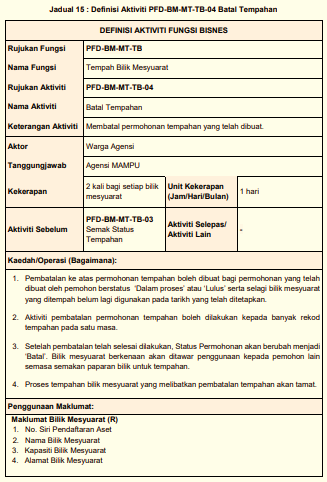 Jadual 15 : Definisi Aktiviti PFD-BM-MT-TB-04 Batal Tempahan
DEFINISI AKTIVITI FUNGSI BISNES
Rujukan Fungsi PFD-BM-MT-TB
Nama Fungsi Tempah Bilik Mesyuarat
Rujukan Aktiviti PFD-BM-MT-TB-04
Nama Aktiviti Batal Tempahan
Keterangan Aktiviti Membatal permohonan tempahan yang telah dibuat.
Aktor Warga Agensi
Tanggungjawab Agensi MAMPU
Kekerapan 2 kali bagi setiap bilik mesyuarat Unit Kekerapan (Jam/Hari/Bulan) 1 hari
Aktiviti Sebelum PFD-BM-MT-TB-03 Semak Status Tempahan Aktiviti Selepas/ Aktiviti Lain -
Kaedah/Operasi (Bagaimana):
1. Pembatalan ke atas permohonan tempahan boleh dibuat bagi permohonan yang telah
dibuat oleh pemohon berstatus 'Dalam proses' atau 'Lulus' serta selagi bilik mesyuarat
yang ditempah belum lagi digunakan pada tarikh yang telah ditetapkan.
2. Aktiviti pembatalan permohonan tempahan boleh dilakukan kepada banyak rekod
tempahan pada satu masa.
3. Setelah pembatalan telah selesai dilakukan, Status Permohonan akan berubah menjadi
'Batal'. Bilik mesyuarat berkenaan akan ditawar penggunaan kepada pemohon lain
semasa semakan paparan bilik untuk tempahan.
4. Proses tempahan bilik mesyuarat yang melibatkan pembatalan tempahan akan tamat.
Penggunaan Maklumat:
Maklumat Bilik Mesyuarat (R)
1. No. Siri Pendaftaran Aset
2. Nama Bilik Mesyuarat
3. Kapasiti Bilik Mesyuarat
4. Alamat Bilik Mesyuarat